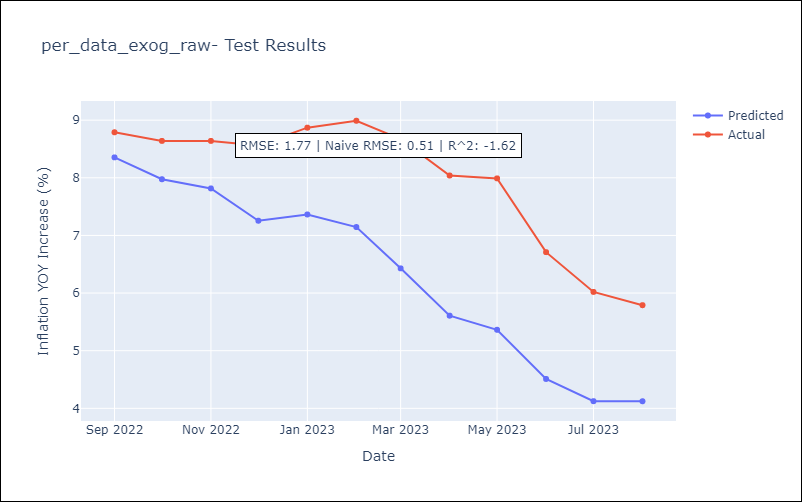 per_data_exog_raw- Test Results
Predicted
Actual
RMSE: 1.77 | Naive RMSE: 0.51 | R^2: -1.62
Inflation YOY Increase (%)
9
8
7
6
5
4
Sep 2022 Nov 2022 Jan 2023 Mar 2023 May 2023 Jul 2023
Date